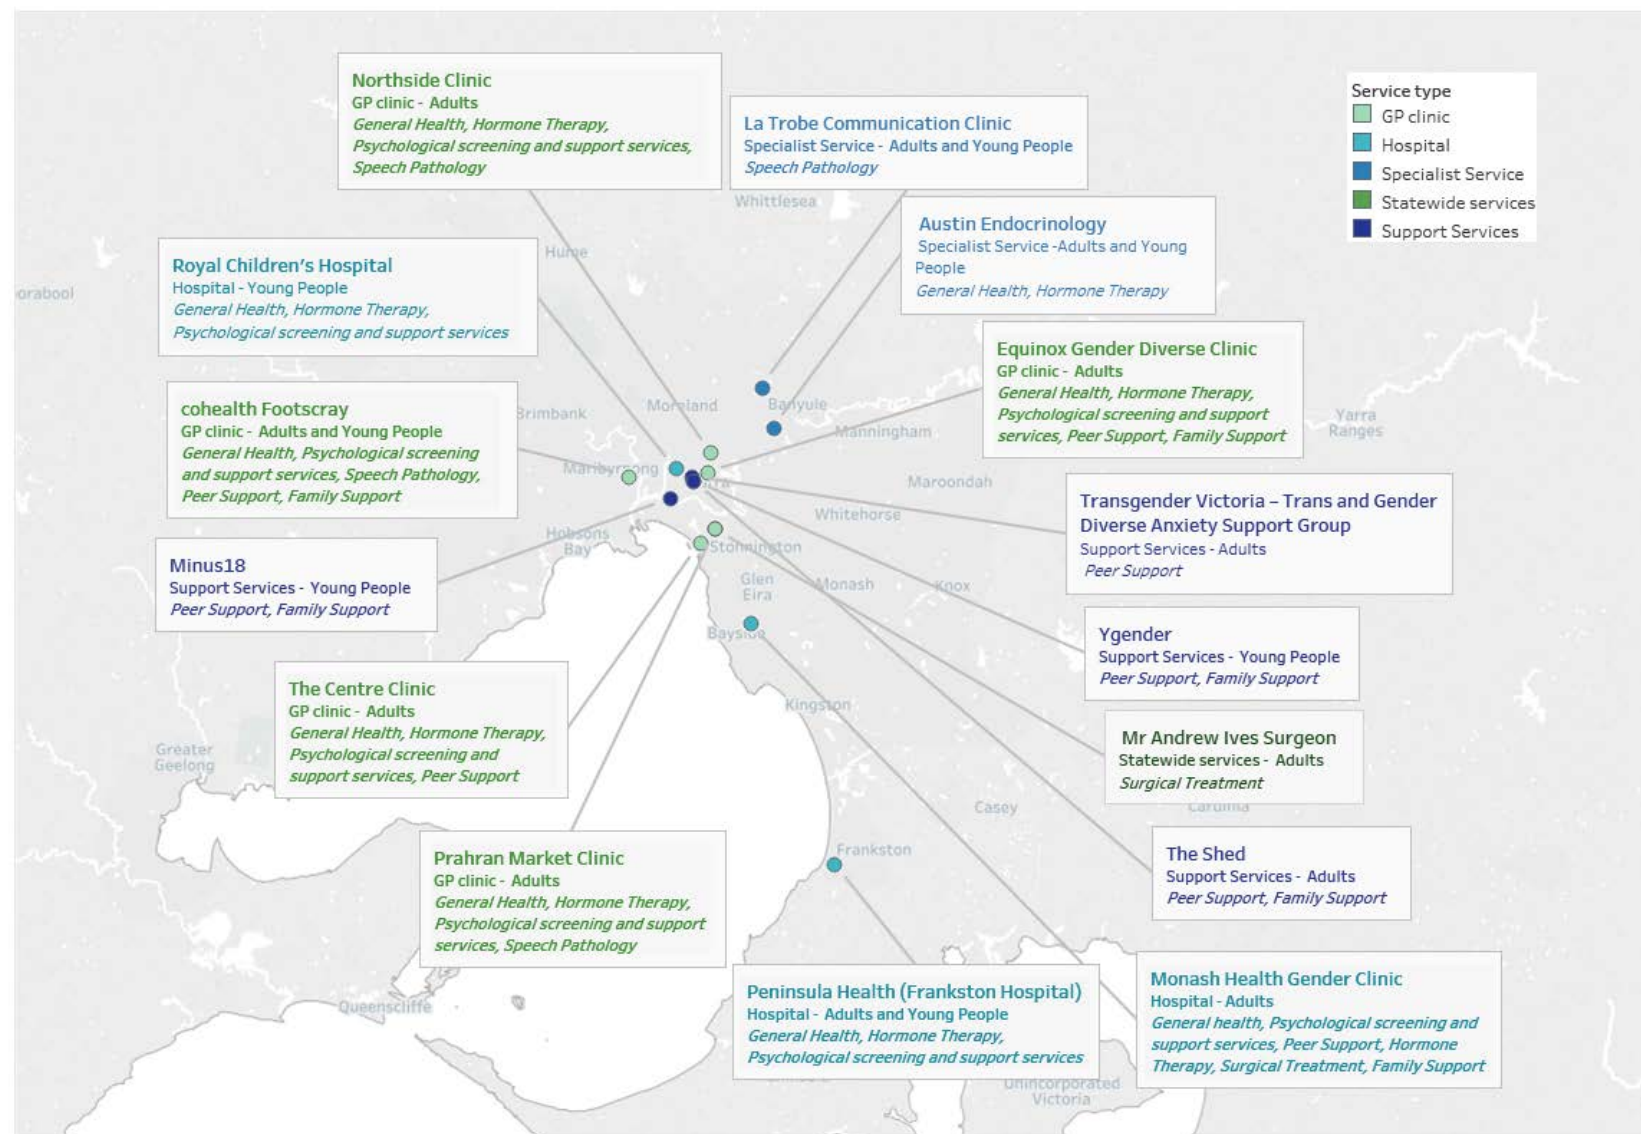 Northside Clinic
GP clinic - Adults
General Health, Hormone Therapy,
Psychological screening and support services,
Speech Pathology
La Trobe Communication Clinic
Specialist Service - Adults and Young People
Speech Pathology
Service type
GP clinic
Hospital
Specialist Service
Statewide services
Support Services
Whittlesea
Austin Endocrinology
Specialist Service -Adults and Young
People
General Health, Hormone Therapy
Hume
Royal Children's Hospital
Hospital - Young People
General Health, Hormone Therapy,
Psychological screening and support services
orabool
Equinox Gender Diverse Clinic
GP clinic - Adults
General Health, Hormone Therapy,
Psychological screening and support
services, Peer Support, Family Support
cohealth Footscray
GP clinic - Adults and Young People
General Health, Psychological screening
and support services, Speech Pathology,
Peer Support, Family Support
Brimbank
Moreland
Banyule
Manningham
Yarra
Ranges
Maribyrnong
Maroondah
Whitehorse
Transgender Victoria – Trans and Gender
Diverse Anxiety Support Group
Support Services - Adults
Peer Support
Hobsons
Bay
Stonnington
Minus18
Support Services - Young People
Peer Support, Family Support
Glen
Eira
Monash
Knox
Bayside
Ygender
Support Services - Young People
Peer Support, Family Support
The Centre Clinic
GP clinic - Adults
General Health, Hormone Therapy,
Psychological screening and
support services, Peer Support
Kingston
Greater
Geelong
Mr Andrew Ives Surgeon
Statewide services - Adults
Surgical Treatment
Casey
Cardinia
Prahran Market Clinic
GP clinic - Adults
General Health, Hormone Therapy,
Psychological screening and support
services, Speech Pathology
Frankston
The Shed
Support Services - Adults
Peer Support, Family Support
Queenscliffe
Peninsula Health (Frankston Hospital)
Hospital - Adults and Young People
General Health, Hormone Therapy,
Psychological screening and support services
Monash Health Gender Clinic
Hospital - Adults
General health, Psychological screening and
support services, Peer Support, Hormone
Therapy, Surgical Treatment, Family Support
Unincorporated
Victoria